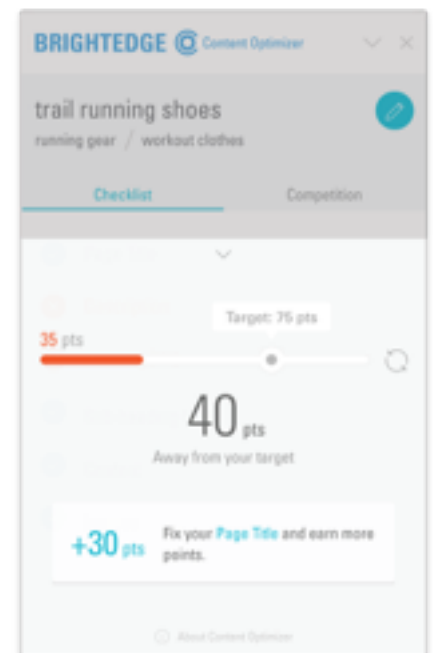 BRIGHTEDGE Content Optimizer
trail running shoes
running gear / workout clothes
Checklist Competition
Target: 75 pts
35 pts
40 pts
Away from your target
+30 pts Fix your Page Title and earn more
points.
About Content Optimizer